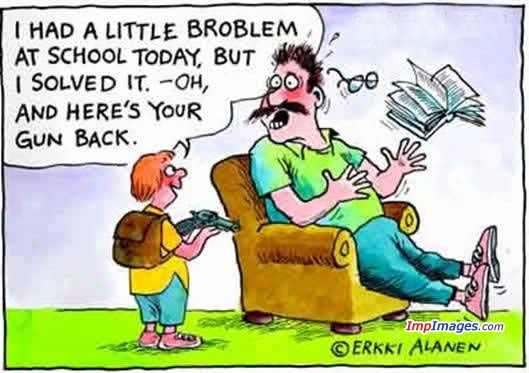 I HAD A LITTLE BROBLEM
AT SCHOOL TODAY, BUT
I SOLVED IT. –OH,
AND HERE'S YOUR
GUN BACK.
ImpImages.com
© ERKKI ALANEN